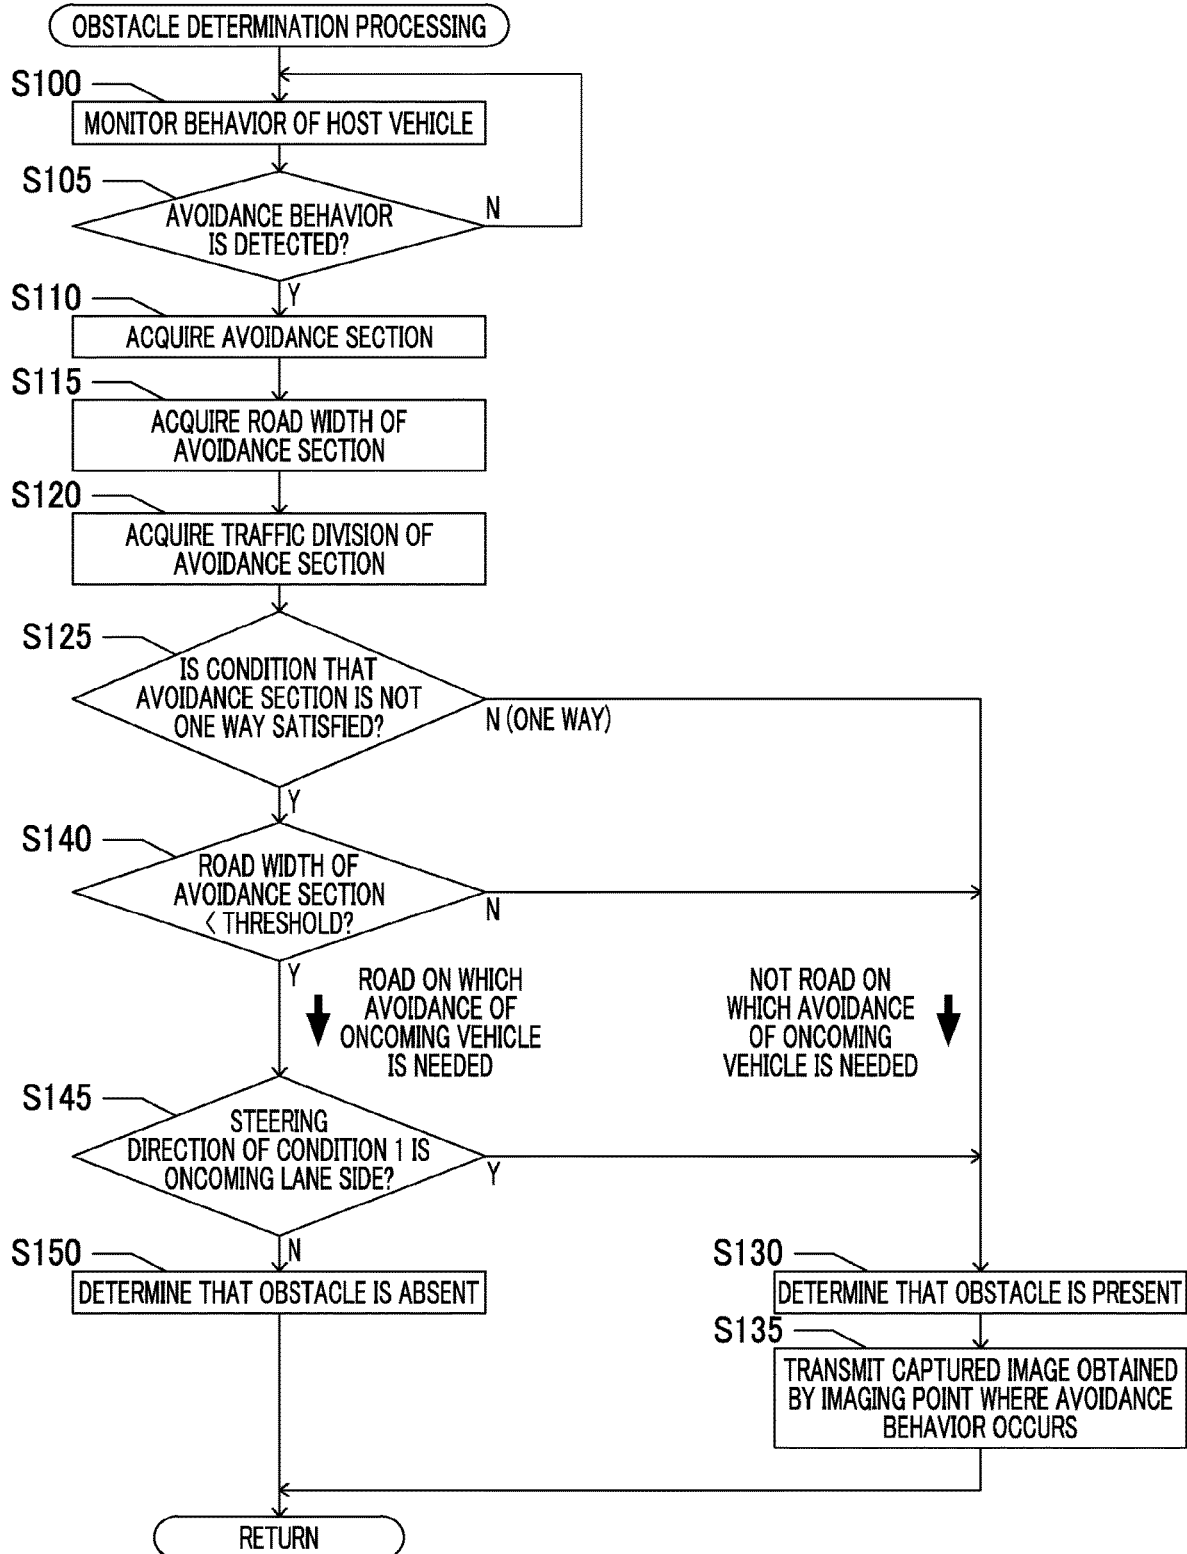 OBSTACLE DETERMINATION PROCESSING
S100
MONITOR BEHAVIOR OF HOST VEHICLE
S105
AVOIDANCE BEHAVIOR
IS DETECTED?
N
Y
S110
ACQUIRE AVOIDANCE SECTION
S115
ACQUIRE ROAD WIDTH OF
AVOIDANCE SECTION
S120
ACQUIRE TRAFFIC DIVISION OF
AVOIDANCE SECTION
S125
IS CONDITION THAT
AVOIDANCE SECTION IS NOT
ONE WAY SATISFIED?
N (ONE WAY)
Y
S140
ROAD WIDTH OF
AVOIDANCE SECTION
< THRESHOLD?
N
Y
ROAD ON WHICH
AVOIDANCE OF
ONCOMING VEHICLE
IS NEEDED
NOT ROAD ON
WHICH AVOIDANCE
OF ONCOMING
VEHICLE IS NEEDED
S145
STEERING
DIRECTION OF CONDITION 1 IS
ONCOMING LANE SIDE?
Y
N
S150
DETERMINE THAT OBSTACLE IS ABSENT
S130
DETERMINE THAT OBSTACLE IS PRESENT
S135
TRANSMIT CAPTURED IMAGE OBTAINED
BY IMAGING POINT WHERE AVOIDANCE
BEHAVIOR OCCURS
RETURN